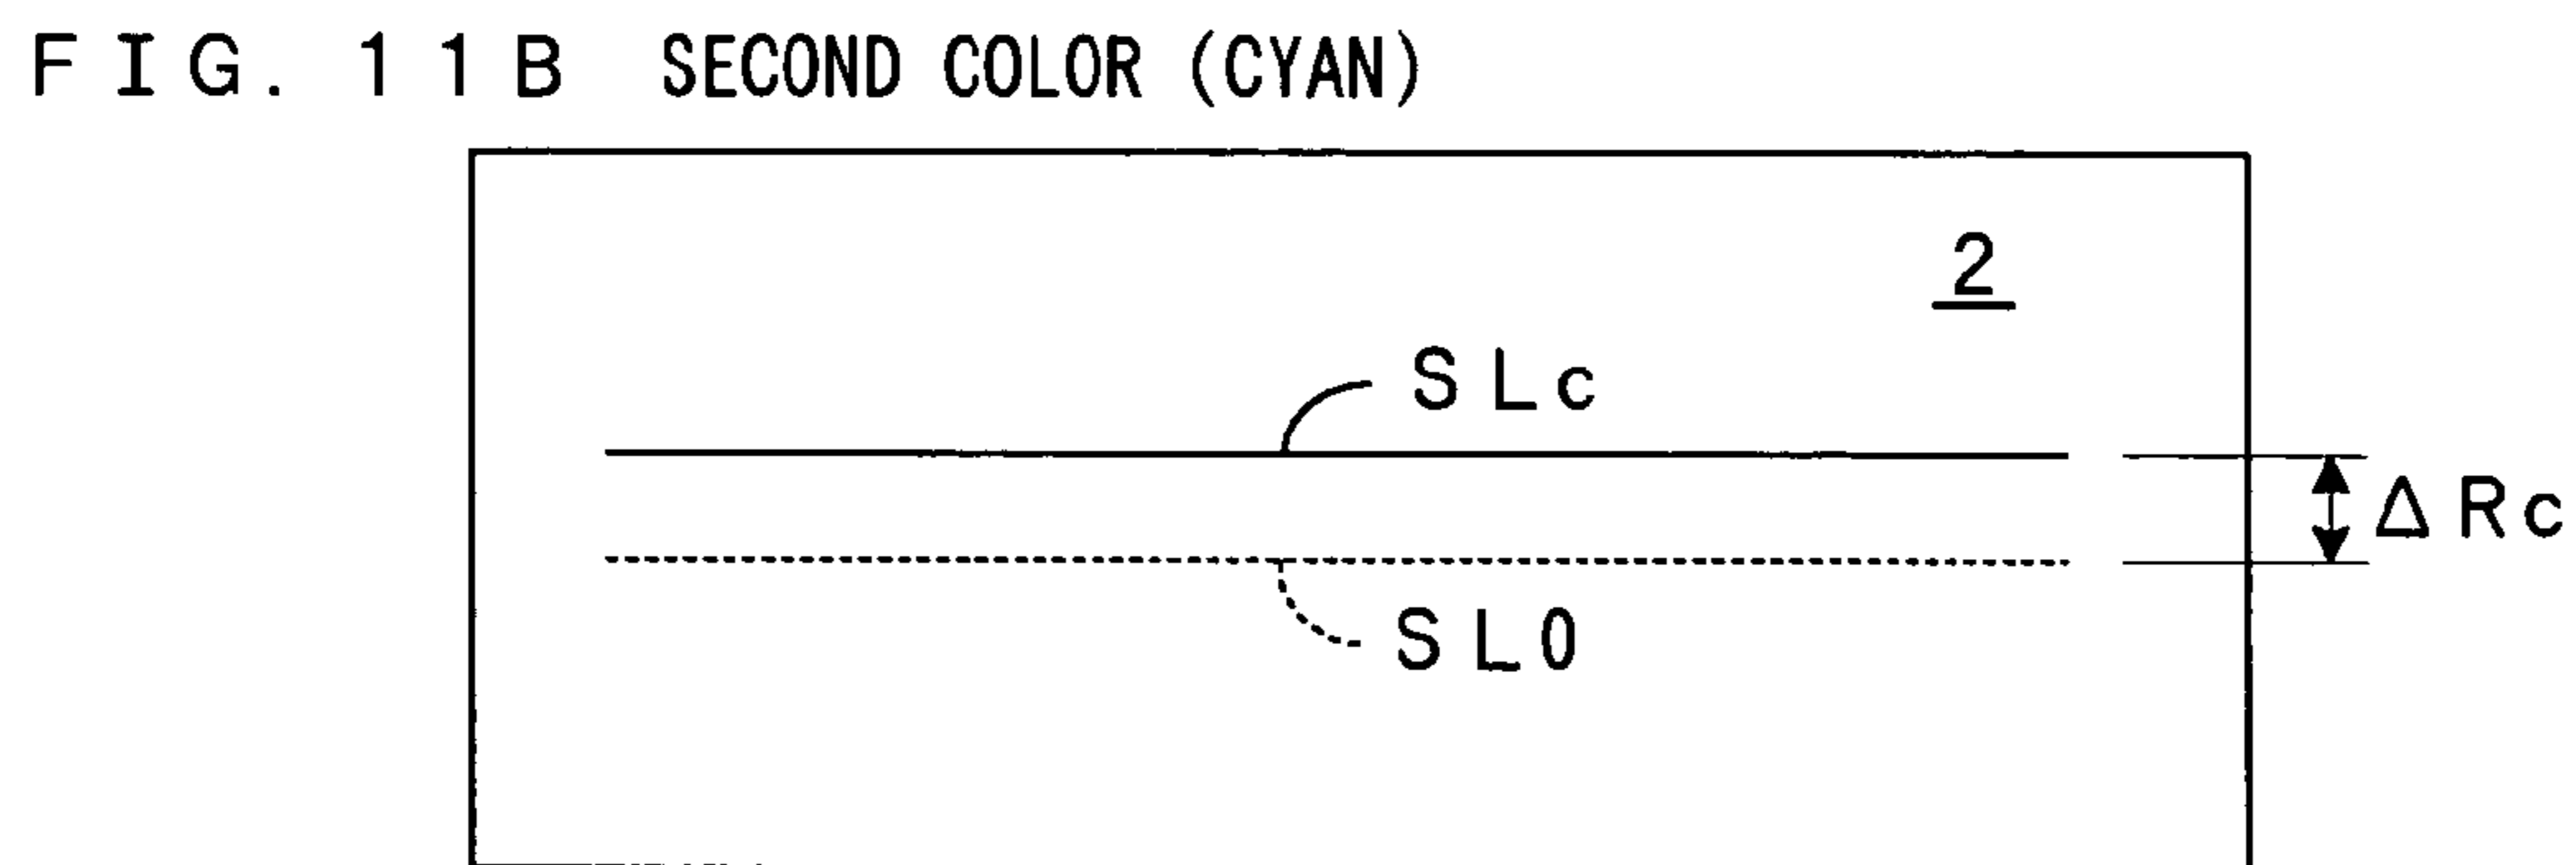 FIG. 11B SECOND COLOR (CYAN)
2
SLc
ΔRc
SL0